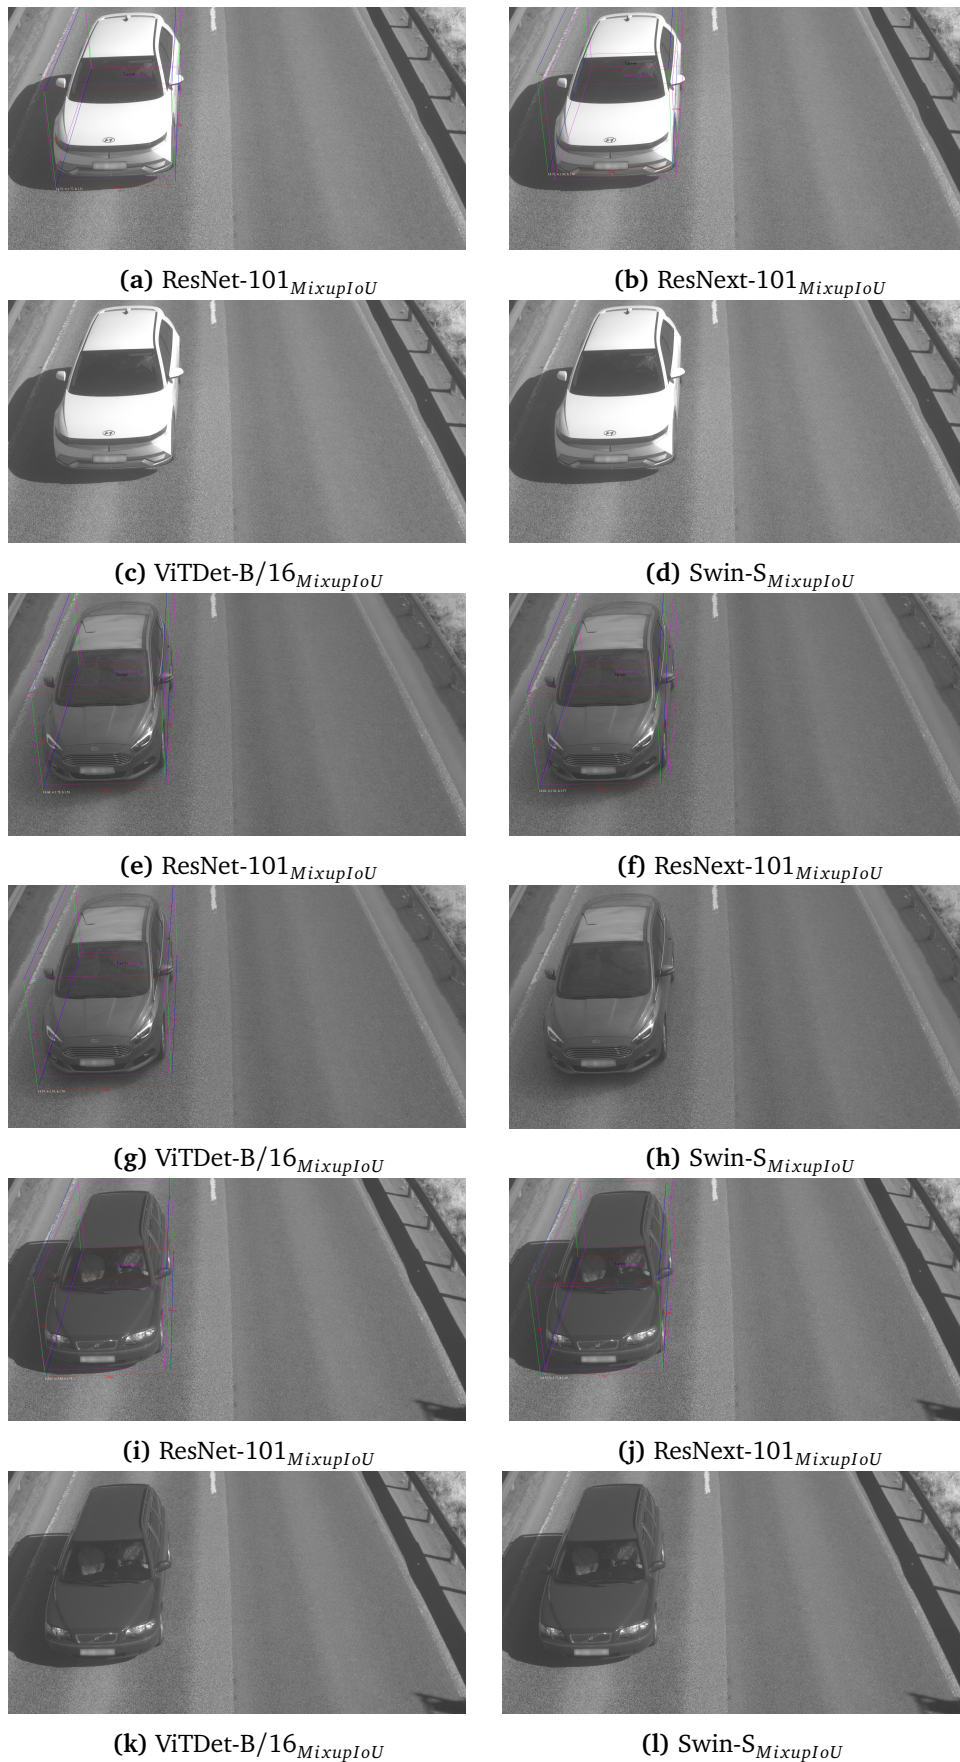 (a) ResNet-101MixupIoU
(b) ResNext-101MixupIoU
(c) ViTDet-B/16MixupIoU
(d) Swin-SMixupIoU
(e) ResNet-101MixupIoU
(f) ResNext-101MixupIoU
(g) ViTDet-B/16MixupIoU
(h) Swin-SMixupIoU
(i) ResNet-101MixupIoU
(j) ResNext-101MixupIoU
(k) ViTDet-B/16MixupIoU
(l) Swin-SMixupIoU